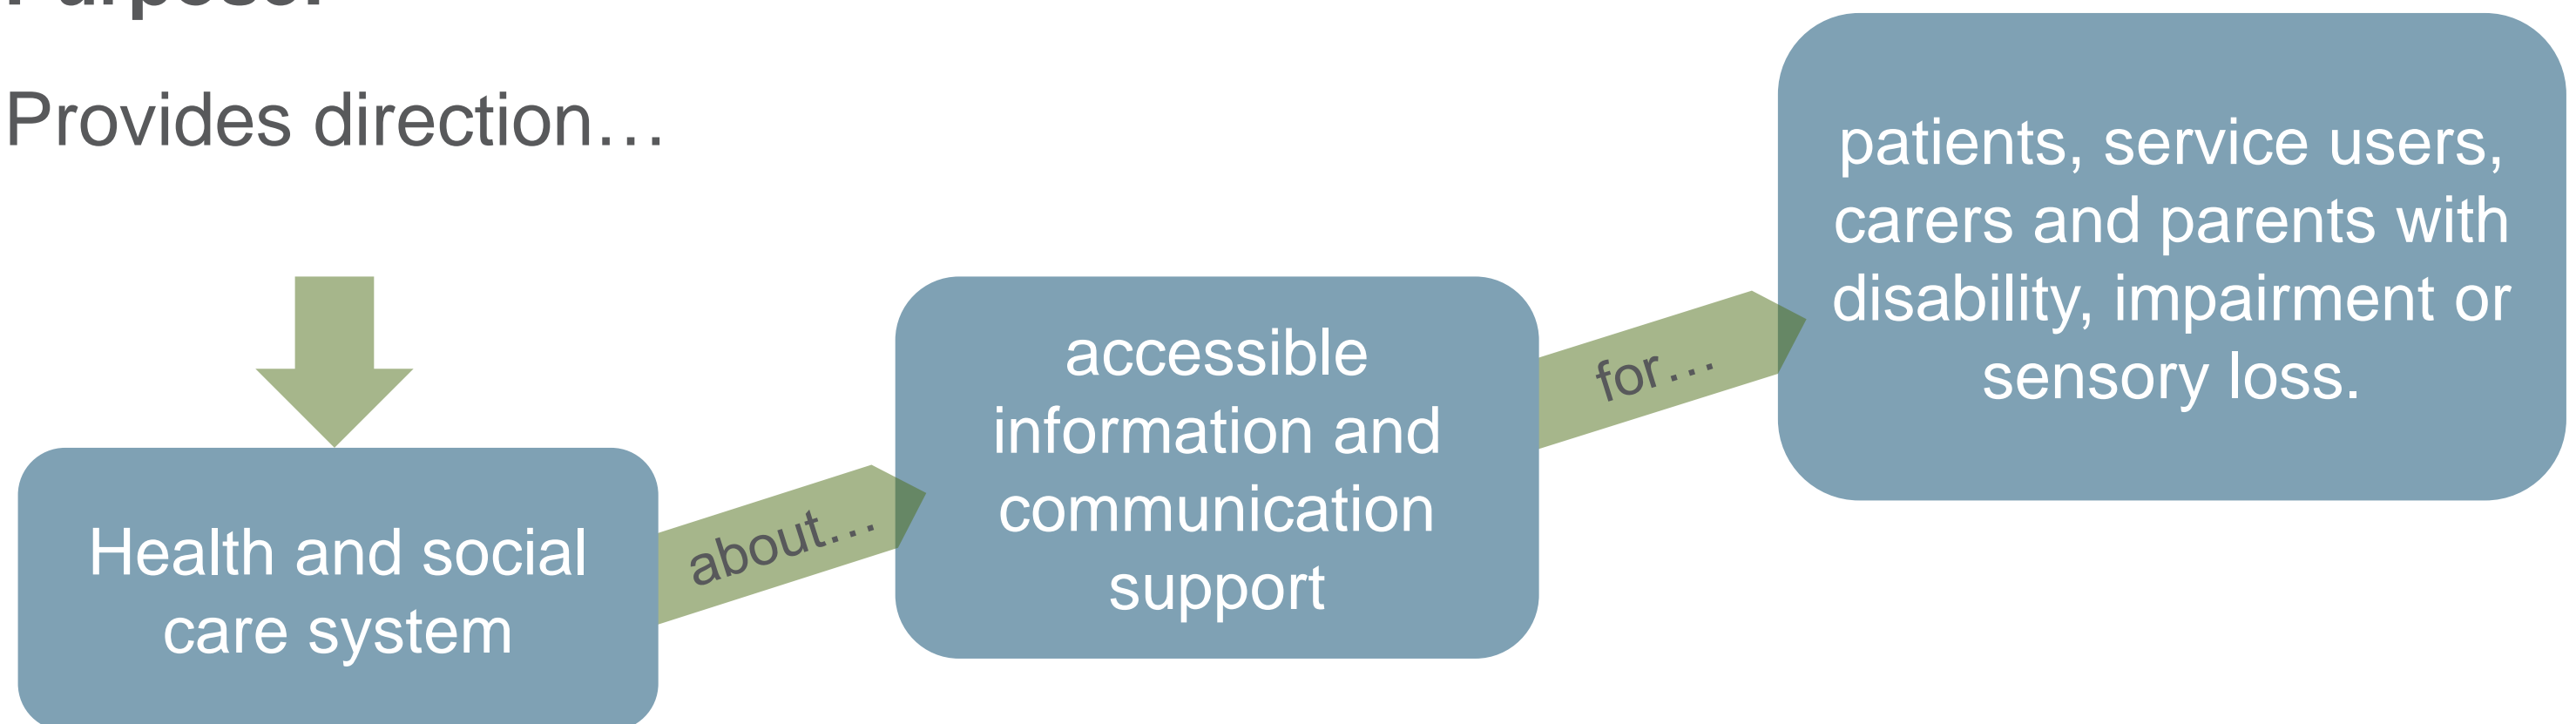 Purpose:
Provides direction…
Health and social
care system
about…
accessible
information and
communication
support
for…
patients, service users,
carers and parents with
disability, impairment or
sensory loss.